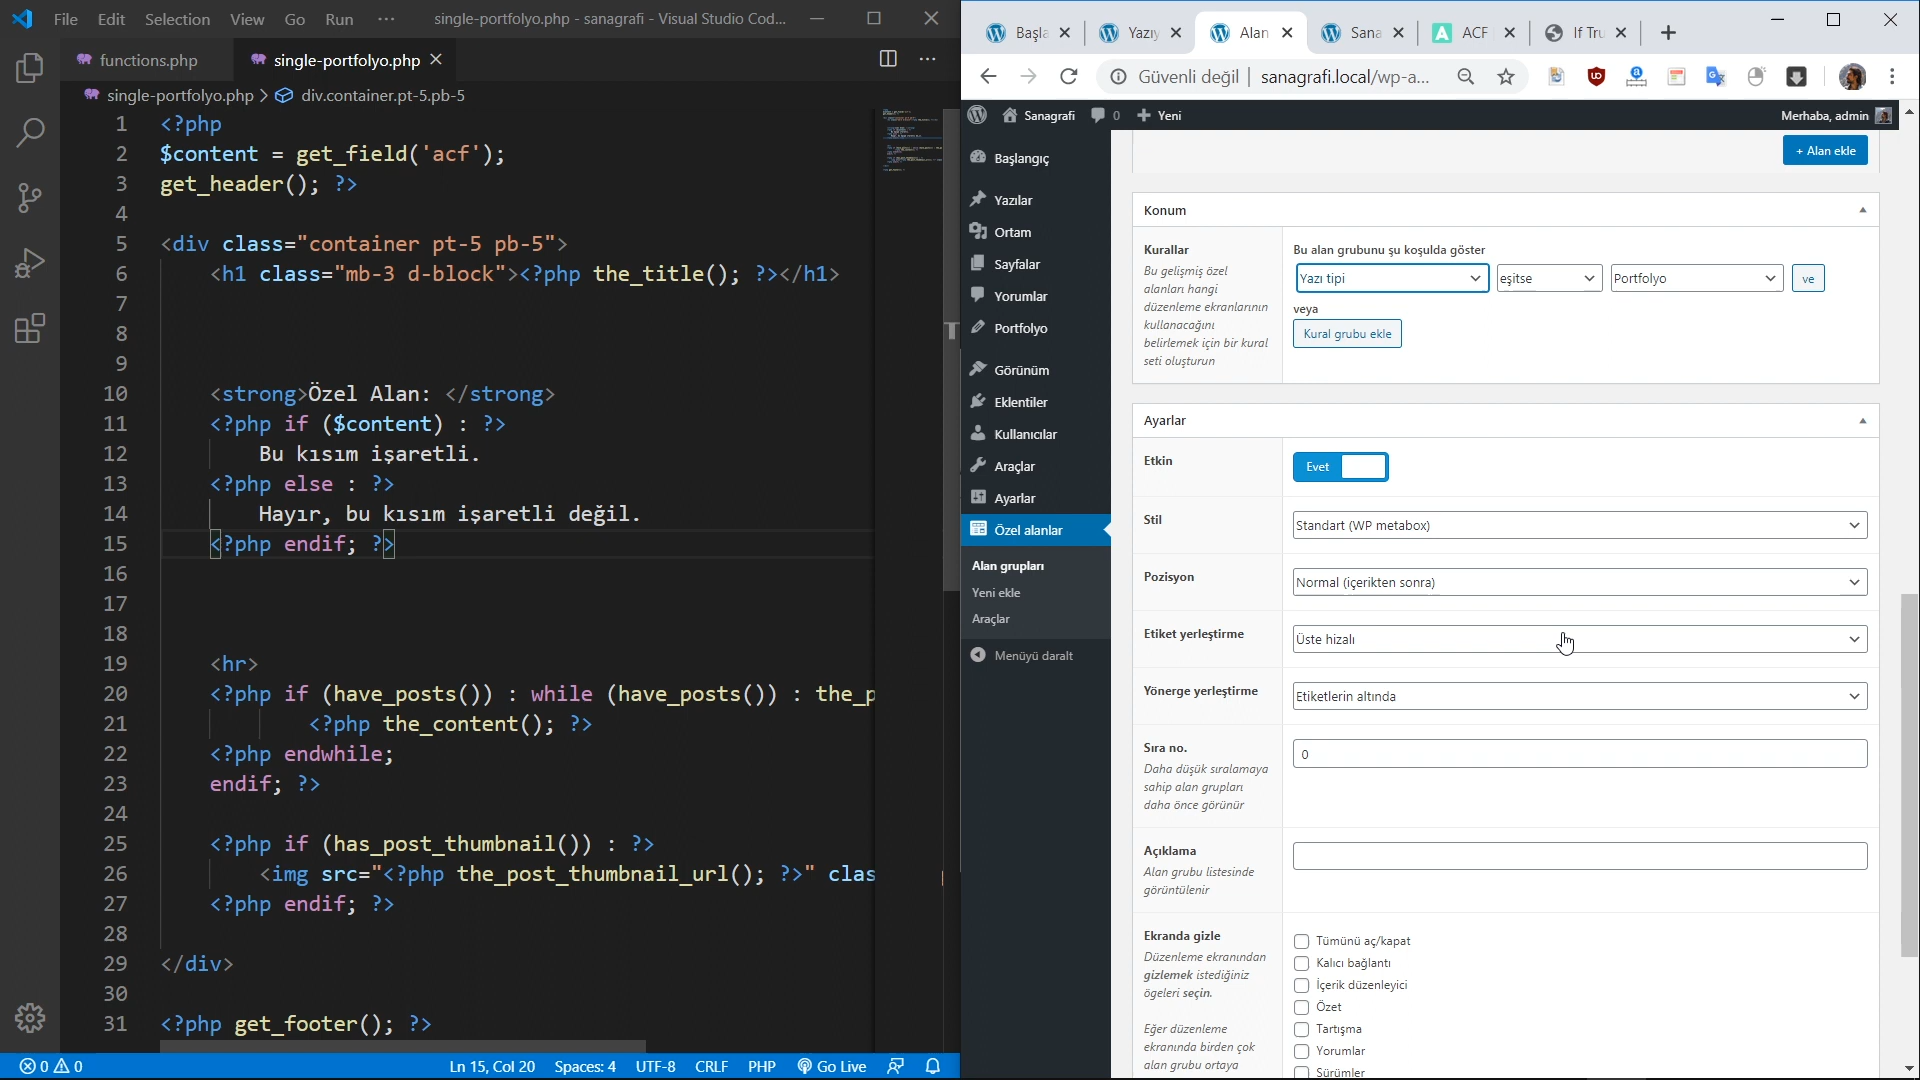 File Edit Selection View Go Run ··· single-portfolyo.php - sanagrafi - Visual Studio Cod...
functions.php single-portfolyo.php
single-portfolyo.php > div.container.pt-5.pb-5
1 <?php
2 $content = get_field('acf');
3 get_header(); ?>
4
5 <div class="container pt-5 pb-5">
6 <h1 class="mb-3 d-block"><?php the_title(); ?></h1>
7
8
9
10 <strong>Özel Alan: </strong>
11 <?php if ($content) : ?>
12 Bu kısım işaretli.
13 <?php else : ?>
14 Hayır, bu kısım işaretli değil.
15 <?php endif; ?>
16
17
18
19 <hr>
20 <?php if (have_posts()) : while (have_posts()) : the_p
21 <?php the_content(); ?>
22 <?php endwhile;
23 endif; ?>
24
25 <?php if (has_post_thumbnail()) : ?>
26 <img src="<?php the_post_thumbnail_url(); ?>" clas
27 <?php endif; ?>
28
29 </div>
30
31 <?php get_footer(); ?>
0 0 Ln 15, Col 20 Spaces: 4 UTF-8 CRLF PHP Go Live
Başla Yazıy Alan Sana ACF If Tru
Güvenli değil | sanagrafi.local/wp-a...
Sanagrafi 0 Yeni Merhaba, admin
Başlangıç
Yazılar
Ortam
Sayfalar
Yorumlar
Portfolyo
Görünüm
Eklentiler
Kullanıcılar
Araçlar
Ayarlar
Özel alanlar
Alan grupları
Yeni ekle
Araçlar
Menüyü daralt
+ Alan ekle
Konum
Kurallar
Bu gelişmiş özel
alanları hangi
düzenleme ekranlarının
kullanacağını
belirlemek için bir kural
seti oluşturun
Bu alan grubunu şu koşulda göster
Yazı tipi eşitse Portfolyo ve
veya
Kural grubu ekle
Ayarlar
Etkin Evet
Stil Standart (WP metabox)
Pozisyon Normal (içerikten sonra)
Etiket yerleştirme Üste hizalı
Yönerge yerleştirme Etiketlerin altında
Sıra no. 0
Daha düşük sıralamaya
sahip alan grupları
daha önce görünür
Açıklama
Alan grubu listesinde
görüntülenir
Ekranda gizle
Düzenleme ekranından
gizlemek istediğiniz
ögeleri seçin.
Eğer düzenleme
ekranında birden çok
alan grubu ortaya
Tümünü aç/kapat
Kalıcı bağlantı
İçerik düzenleyici
Özet
Tartışma
Yorumlar
Sürümler